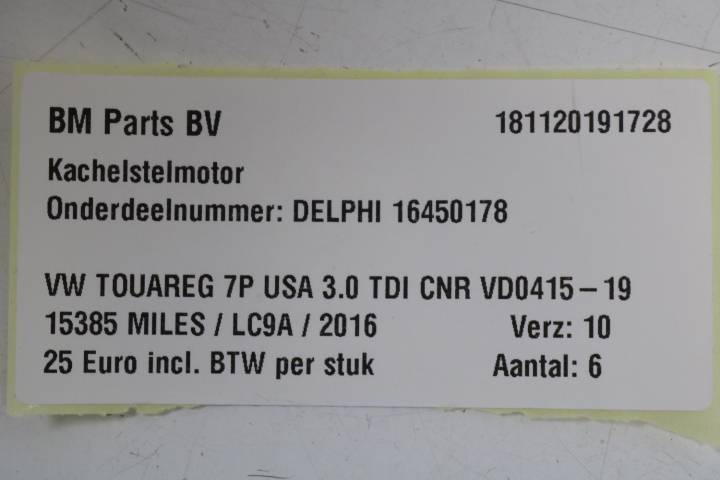 BM Parts BV 181120191728
Kachelstelmotor
Onderdeelnummer: DELPHI 16450178
VW TOUAREG 7P USA 3.0 TDI CNR VD0415 – 19
15385 MILES / LC9A / 2016 Verz: 10
25 Euro incl. BTW per stuk Aantal: 6